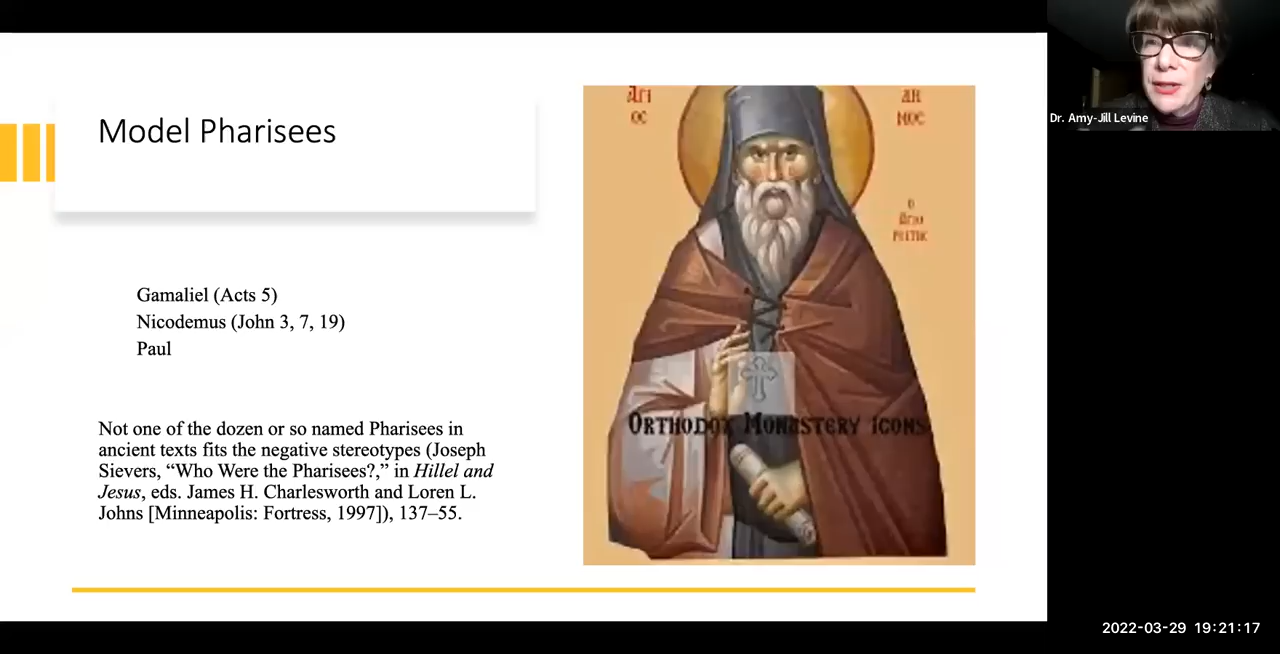 Model Pharisees
Gamaliel (Acts 5)
Nicodemus (John 3, 7, 19)
Paul
Not one of the dozen or so named Pharisees in
ancient texts fits the negative stereotypes (Joseph
Sievers, “Who Were the Pharisees?,” in Hillel and
Jesus, eds. James H. Charlesworth and Loren L.
Johns [Minneapolis: Fortress, 1997]), 137–55.
ΑΓΙ
ΟС
ΜΟС
Ο
ORTHODOX MONASTERY ICONS
Dr. Amy-Jill Levine
2022-03-29 19:21:17